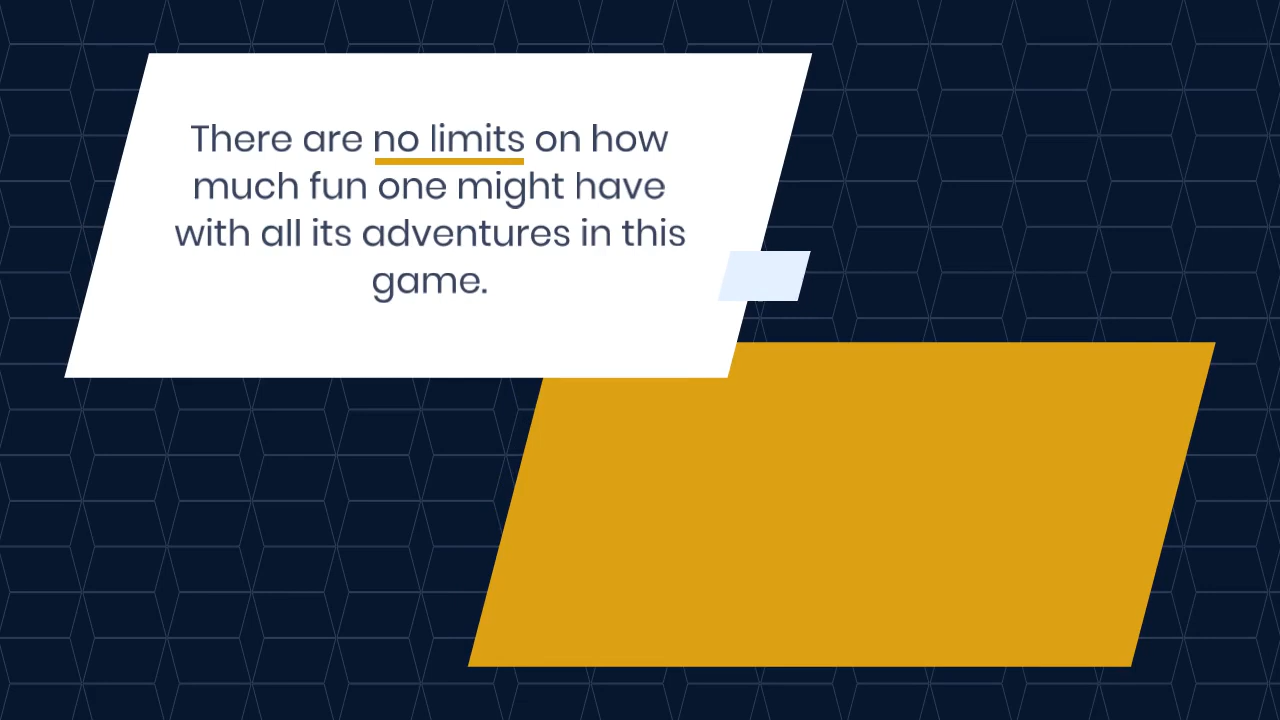 There are no limits on how
much fun one might have
with all its adventures in this
game.